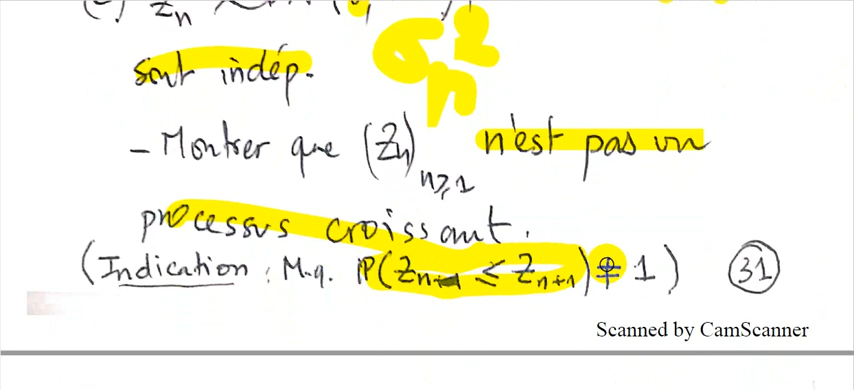 Zn
σn²
sont indép.
- Montrer que (Zn)n≥1 n'est pas un
processus croissant.
(Indication : M.q. P(Zn ≤ Zn+1) ≠ 1) 31
Scanned by CamScanner